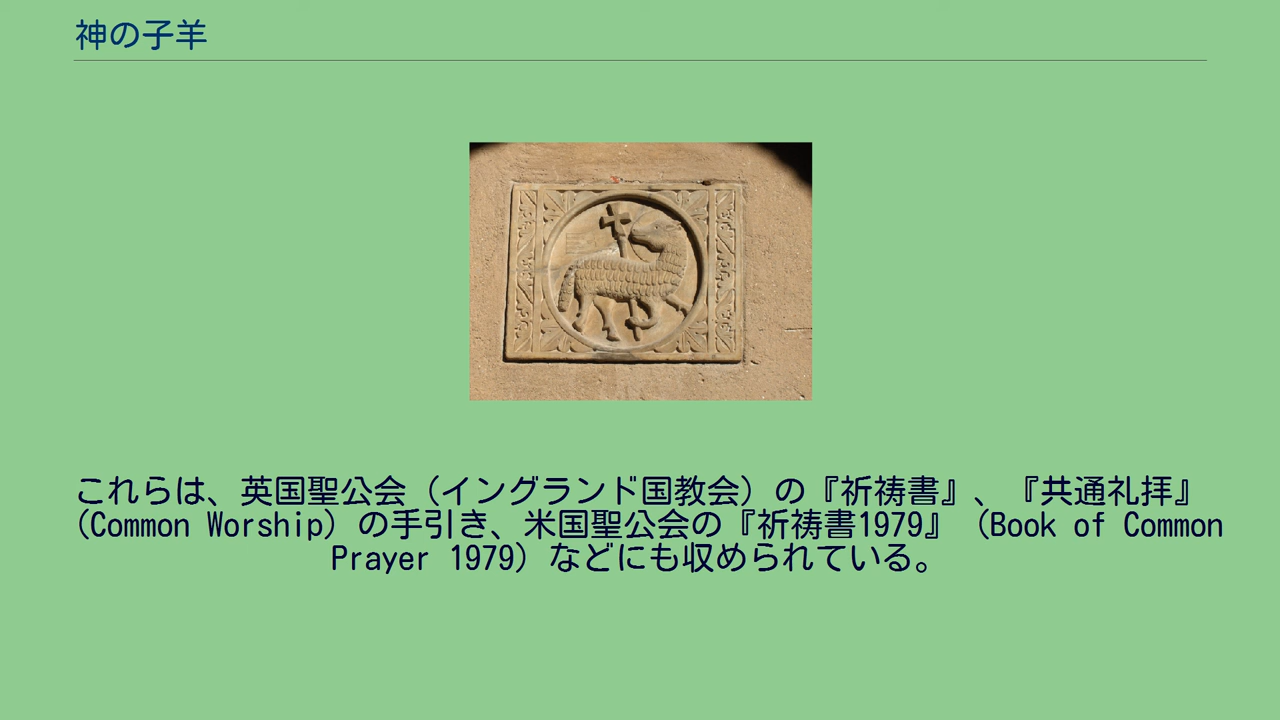 神の子羊
これらは、英国聖公会（イングランド国教会）の『祈祷書』、『共通礼拝』
（Common Worship）の手引き、米国聖公会の『祈祷書1979』（Book of Common
Prayer 1979）などにも収められている。